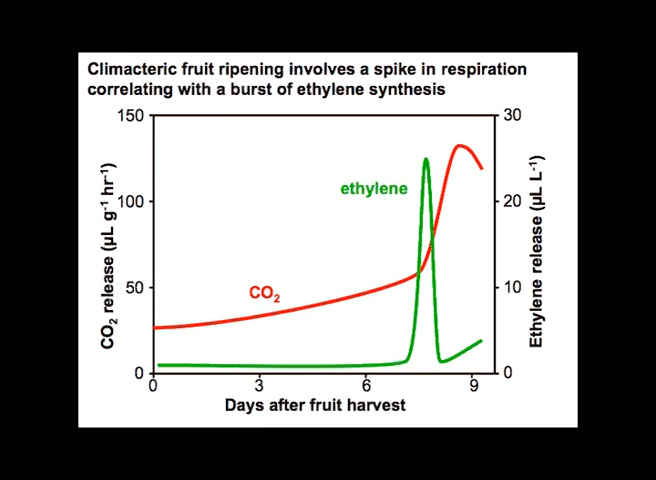 Climacteric fruit ripening involves a spike in respiration
correlating with a burst of ethylene synthesis
150
100
50
0
CO₂ release (µL g⁻¹ hr⁻¹)
ethylene
CO₂
30
20
10
0
Ethylene release (µL L⁻¹)
0 3 6 9
Days after fruit harvest